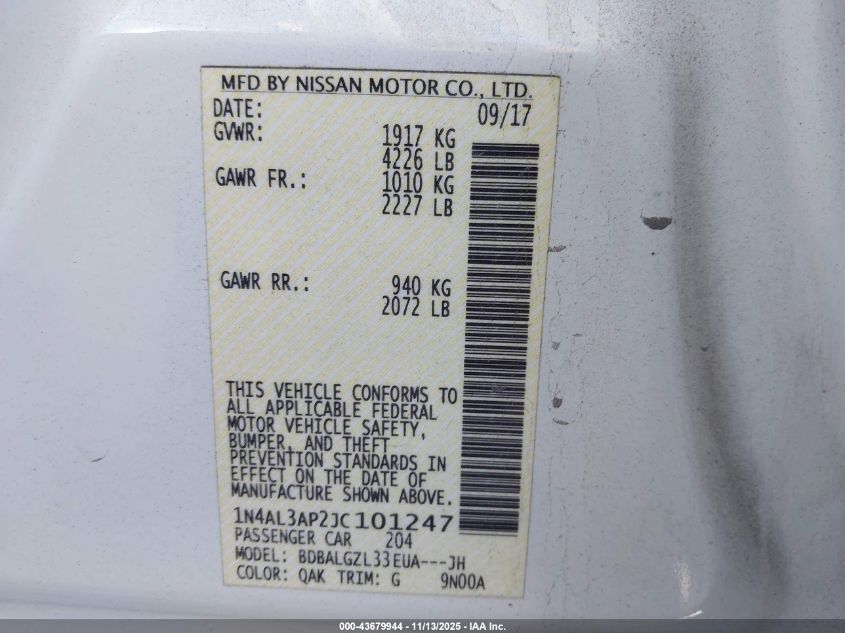 MFD BY NISSAN MOTOR CO., LTD.
DATE: 09/17
GVWR: 1917 KG
4226 LB
GAWR FR.: 1010 KG
2227 LB
GAWR RR.: 940 KG
2072 LB
THIS VEHICLE CONFORMS TO
ALL APPLICABLE FEDERAL
MOTOR VEHICLE SAFETY,
BUMPER, AND THEFT
PREVENTION STANDARDS IN
EFFECT ON THE DATE OF
MANUFACTURE SHOWN ABOVE.
1N4AL3AP2JC101247
PASSENGER CAR 204
MODEL: BDBALGZL33EUA---JH
COLOR: QAK TRIM: G 9N00A
000-43679944 - 11/13/2025 - IAA Inc.